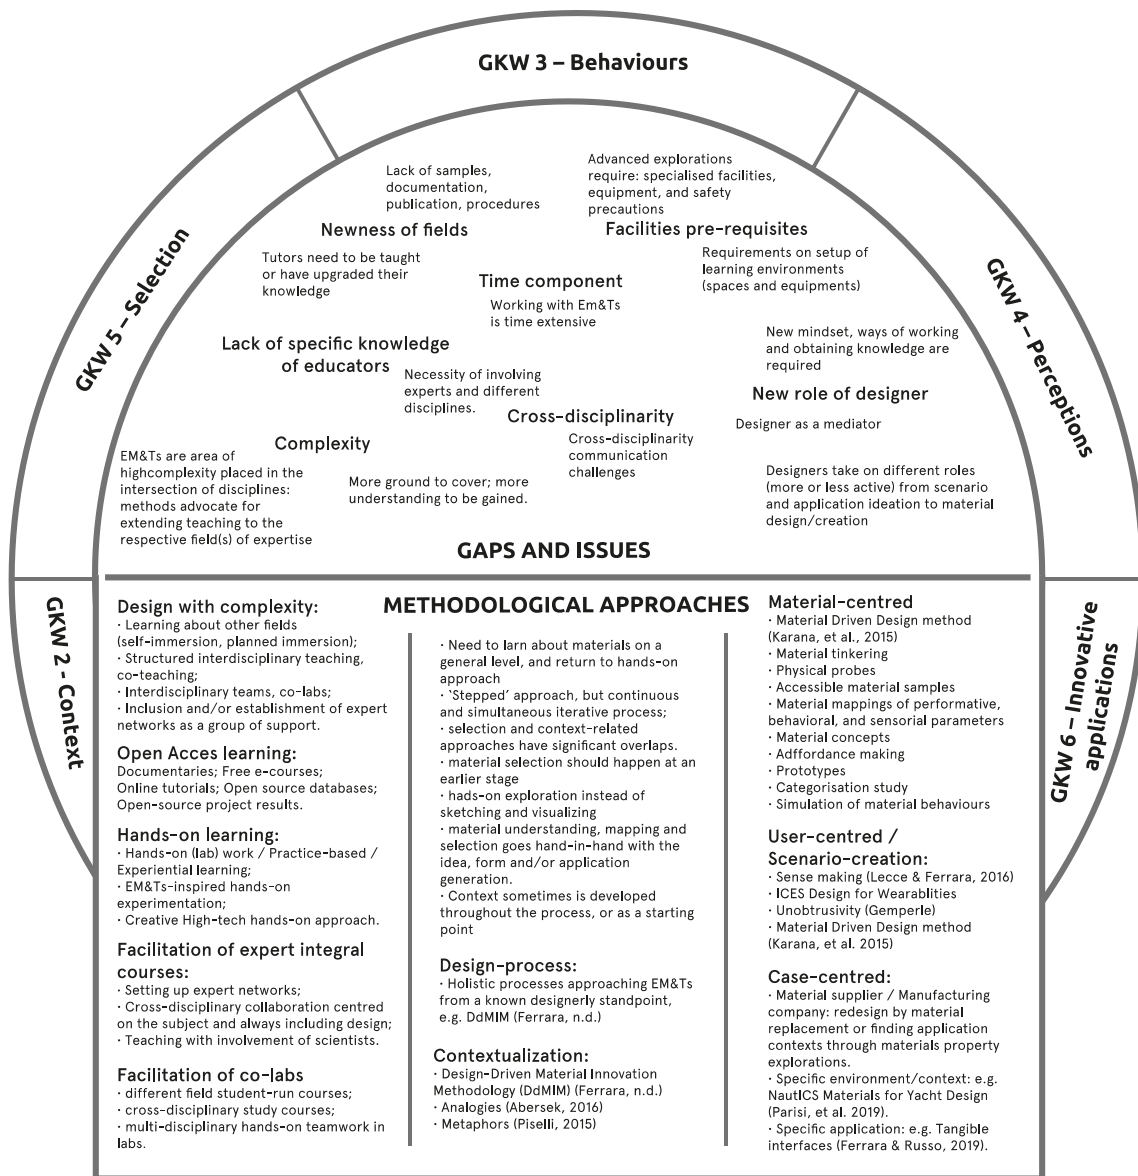 GKW 3 – Behaviours
GKW 5 – Selection
GKW 4 – Perceptions
Lack of samples,
documentation,
publication, procedures
Advanced explorations
require: specialised facilities,
equipment, and safety
precautions
Newness of fields
Facilities pre-requisites
Tutors need to be taught
or have upgraded their
knowledge
Requirements on setup of
learning environments
(spaces and equipments)
Time component
Working with Em&Ts
is time extensive
New mindset, ways of working
and obtaining knowledge are
required
Lack of specific knowledge
of educators
Necessity of involving
experts and different
disciplines.
New role of designer
Cross-disciplinarity
Designer as a mediator
Complexity
Cross-disciplinarity
communication
challenges
EM&Ts are area of
highcomplexity placed in the
intersection of disciplines:
methods advocate for
extending teaching to the
respective field(s) of expertise
More ground to cover; more
understanding to be gained.
Designers take on different roles
(more or less active) from scenario
and application ideation to material
design/creation
GAPS AND ISSUES
GKW 2 - Context
GKW 6 – Innovative
applications
METHODOLOGICAL APPROACHES
Design with complexity:
· Learning about other fields
(self-immersion, planned immersion);
· Structured interdisciplinary teaching,
co-teaching;
· Interdisciplinary teams, co-labs;
· Inclusion and/or establishment of expert
networks as a group of support.
Open Acces learning:
Documentaries; Free e-courses;
Online tutorials; Open source databases;
Open-source project results.
Hands-on learning:
· Hands-on (lab) work / Practice-based /
Experiential learning;
· EM&Ts-inspired hands-on
experimentation;
· Creative High-tech hands-on approach.
Facilitation of expert integral
courses:
· Setting up expert networks;
· Cross-disciplinary collaboration centred
on the subject and always including design;
· Teaching with involvement of scientists.
Facilitation of co-labs
· different field student-run courses;
· cross-disciplinary study courses;
· multi-disciplinary hands-on teamwork in
labs.
· Need to larn about materials on a
general level, and return to hands-on
approach
· ‘Stepped’ approach, but continuous
and simultaneous iterative process;
· selection and context-related
approaches have significant overlaps.
· material selection should happen at an
earlier stage
· hads-on exploration instead of
sketching and visualizing
· material understanding, mapping and
selection goes hand-in-hand with the
idea, form and/or application
generation.
· Context sometimes is developed
throughout the process, or as a starting
point
Design-process:
· Holistic processes approaching EM&Ts
from a known designerly standpoint,
e.g. DdMIM (Ferrara, n.d.)
Contextualization:
· Design-Driven Material Innovation
Methodology (DdMIM) (Ferrara, n.d.)
· Analogies (Abersek, 2016)
· Metaphors (Piselli, 2015)
Material-centred
· Material Driven Design method
(Karana, et al., 2015)
· Material tinkering
· Physical probes
· Accessible material samples
· Material mappings of performative,
behavioral, and sensorial parameters
· Material concepts
· Adffordance making
· Prototypes
· Categorisation study
· Simulation of material behaviours
User-centred /
Scenario-creation:
· Sense making (Lecce & Ferrara, 2016)
· ICES Design for Wearablities
· Unobtrusivity (Gemperle)
· Material Driven Design method
(Karana, et al. 2015)
Case-centred:
· Material supplier / Manufacturing
company: redesign by material
replacement or finding application
contexts through materials property
explorations.
· Specific environment/context: e.g.
NautICS Materials for Yacht Design
(Parisi, et al. 2019).
· Specific application: e.g. Tangible
interfaces (Ferrara & Russo, 2019).